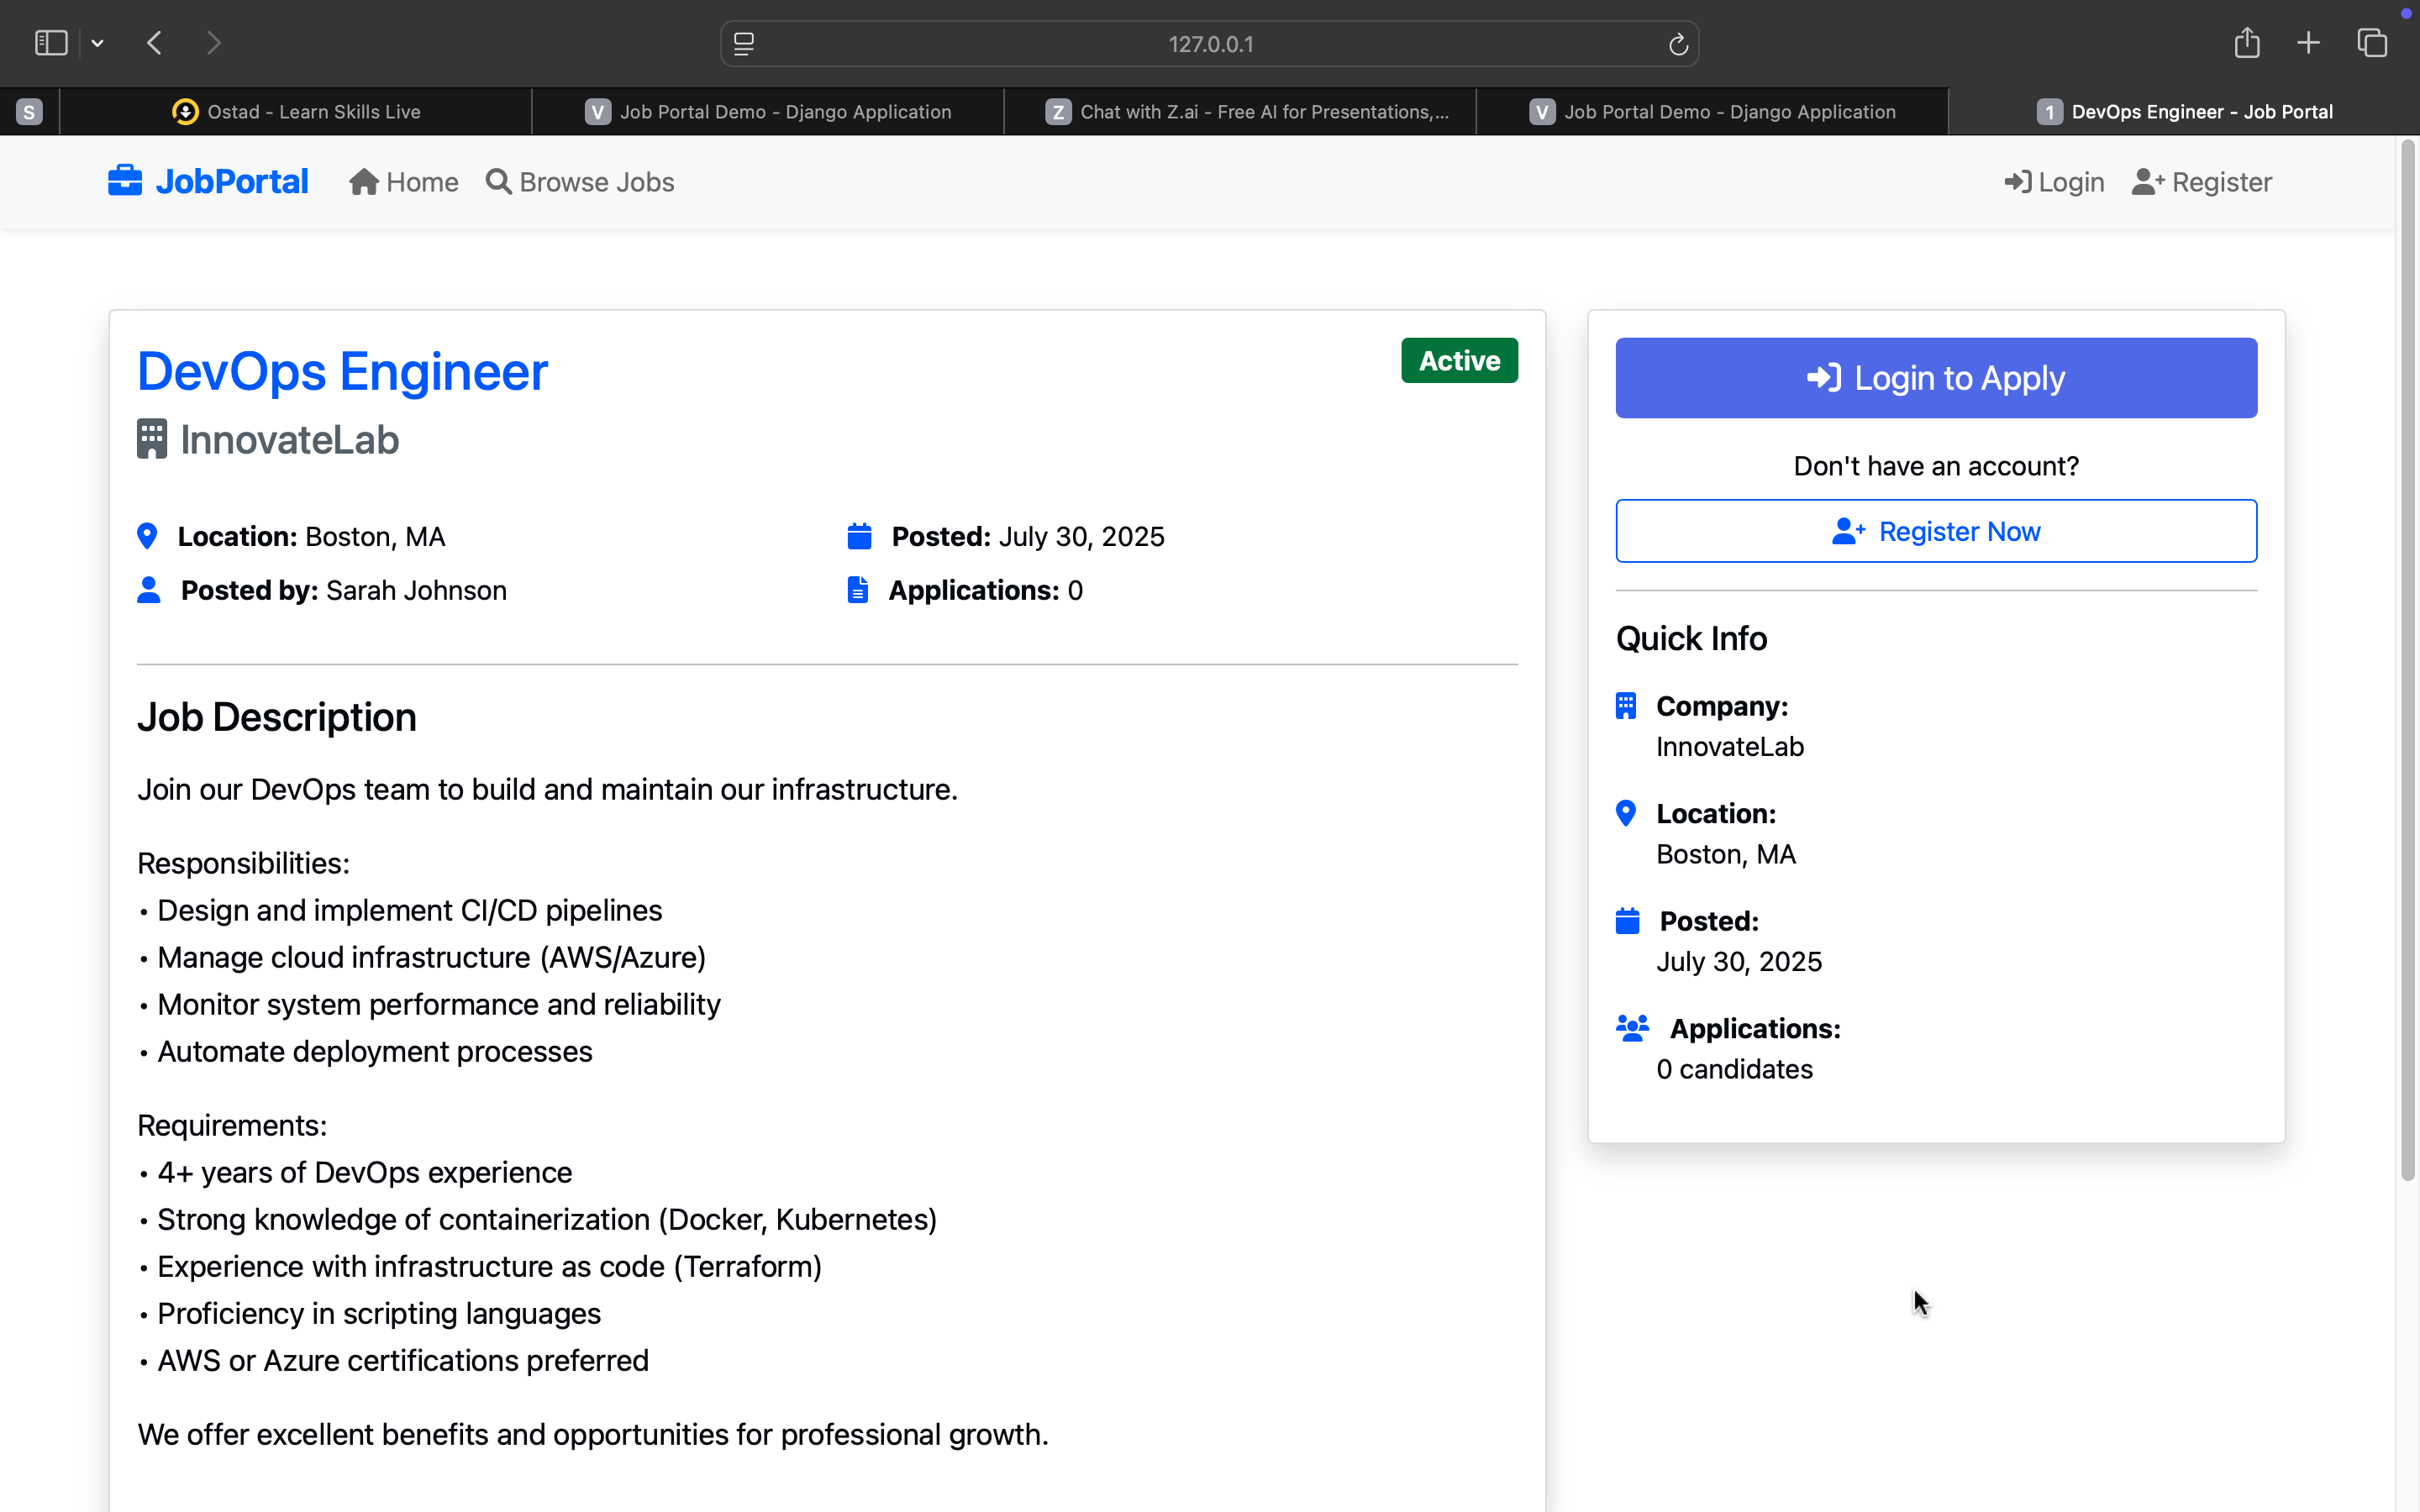 127.0.0.1
S
Ostad - Learn Skills Live
V Job Portal Demo - Django Application
Z Chat with Z.ai - Free AI for Presentations,...
V Job Portal Demo - Django Application
1 DevOps Engineer - Job Portal
JobPortal
Home
Browse Jobs
Login
Register
DevOps Engineer
Active
InnovateLab
Location: Boston, MA
Posted: July 30, 2025
Posted by: Sarah Johnson
Applications: 0
Job Description
Join our DevOps team to build and maintain our infrastructure.
Responsibilities:
• Design and implement CI/CD pipelines
• Manage cloud infrastructure (AWS/Azure)
• Monitor system performance and reliability
• Automate deployment processes
Requirements:
• 4+ years of DevOps experience
• Strong knowledge of containerization (Docker, Kubernetes)
• Experience with infrastructure as code (Terraform)
• Proficiency in scripting languages
• AWS or Azure certifications preferred
We offer excellent benefits and opportunities for professional growth.
Login to Apply
Don't have an account?
Register Now
Quick Info
Company:
InnovateLab
Location:
Boston, MA
Posted:
July 30, 2025
Applications:
0 candidates